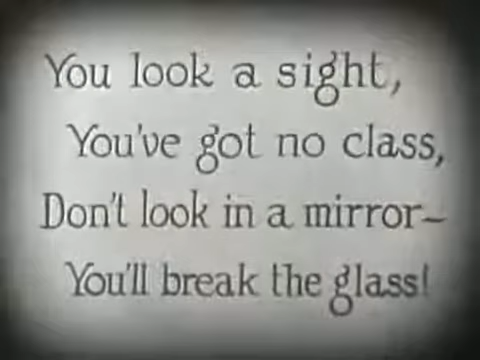 You look a sight,
You've got no class,
Don't look in a mirror—
You'll break the glass!